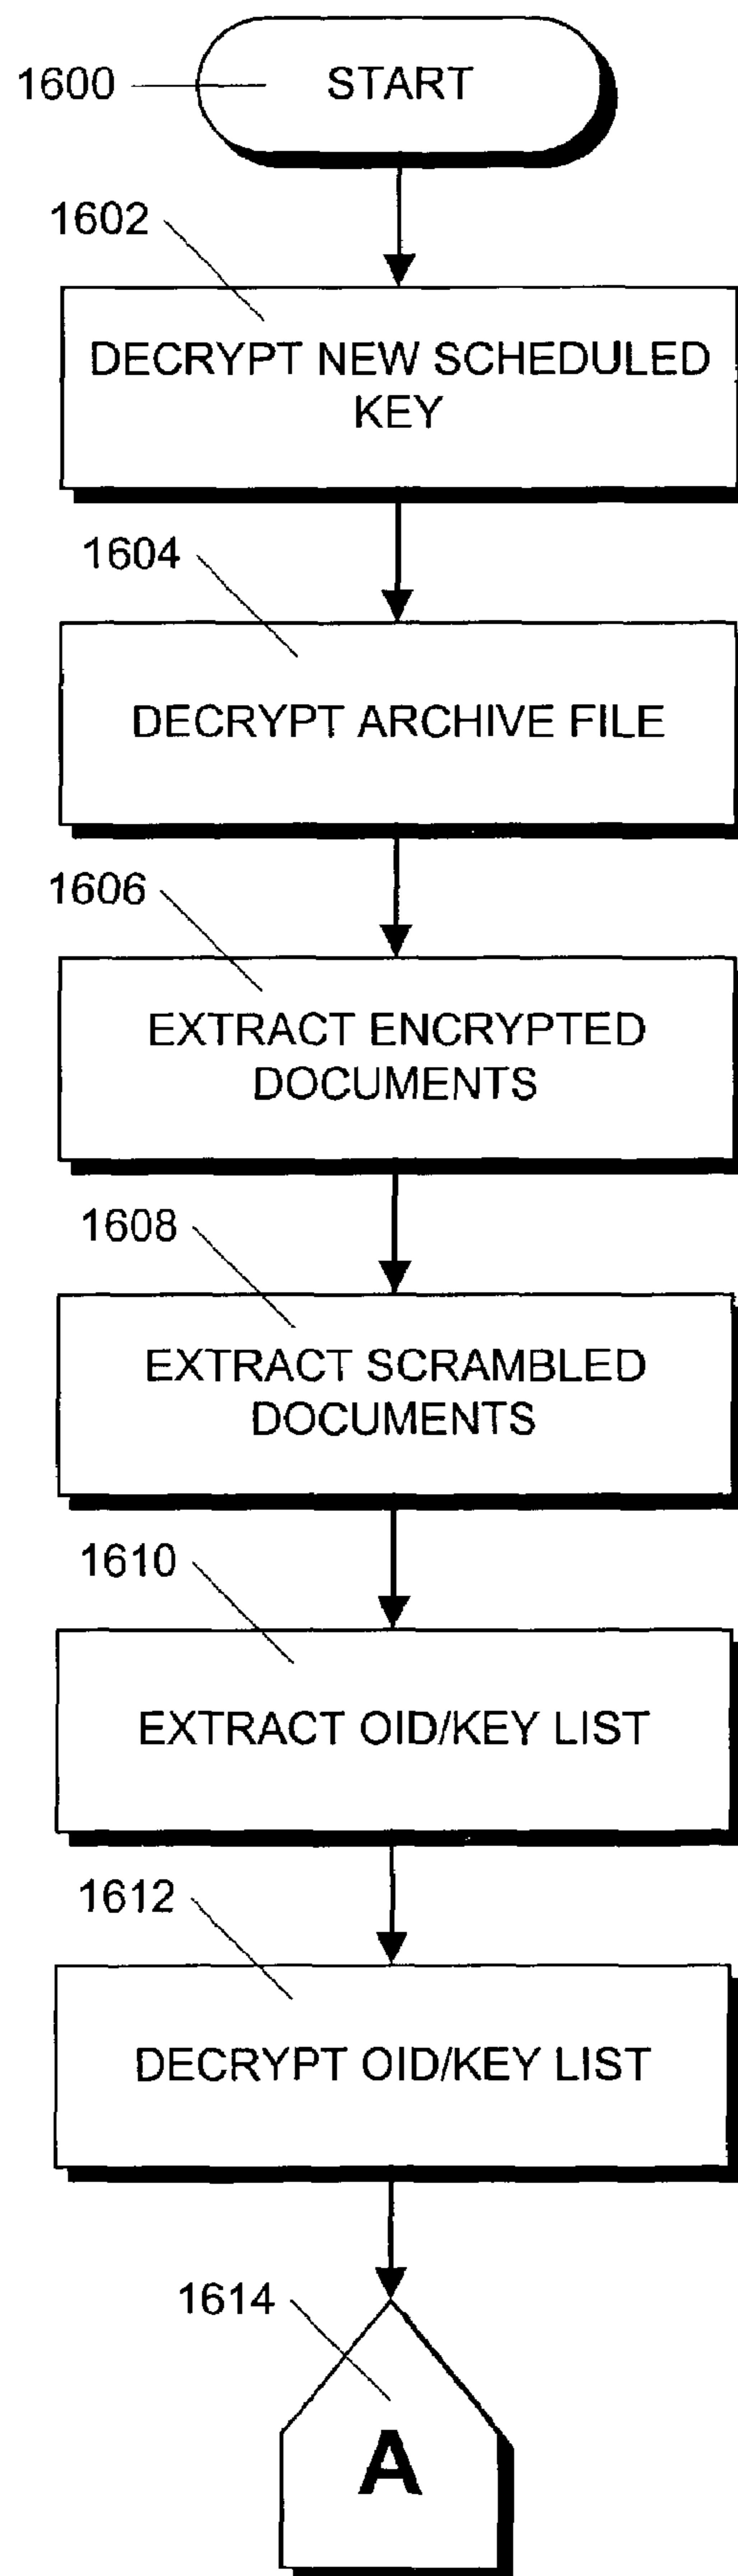 1600
START
1602
DECRYPT NEW SCHEDULED
KEY
1604
DECRYPT ARCHIVE FILE
1606
EXTRACT ENCRYPTED
DOCUMENTS
1608
EXTRACT SCRAMBLED
DOCUMENTS
1610
EXTRACT OID/KEY LIST
1612
DECRYPT OID/KEY LIST
1614
A